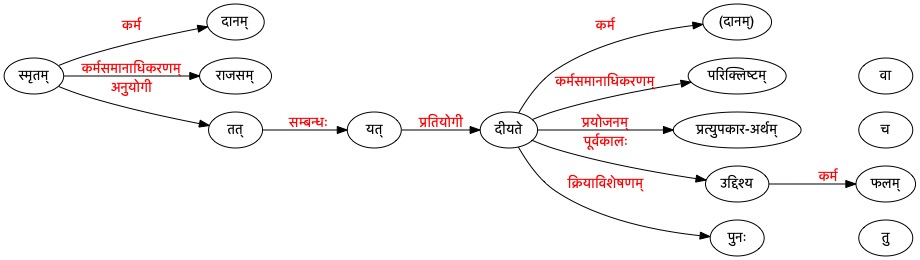 कर्म
दानम्
कर्म
(दानम्)
स्मृतम्
कर्मसमानाधिकरणम्
राजसम्
कर्मसमानाधिकरणम्
परिक्लिष्टम्
वा
अनुयोगी
तत्
सम्बन्धः
यत्
प्रतियोगी
दीयते
प्रयोजनम्
प्रत्युपकार-अर्थम्
च
पूर्वकालः
उद्दिश्य
कर्म
फलम्
क्रियाविशेषणम्
पुनः
तु